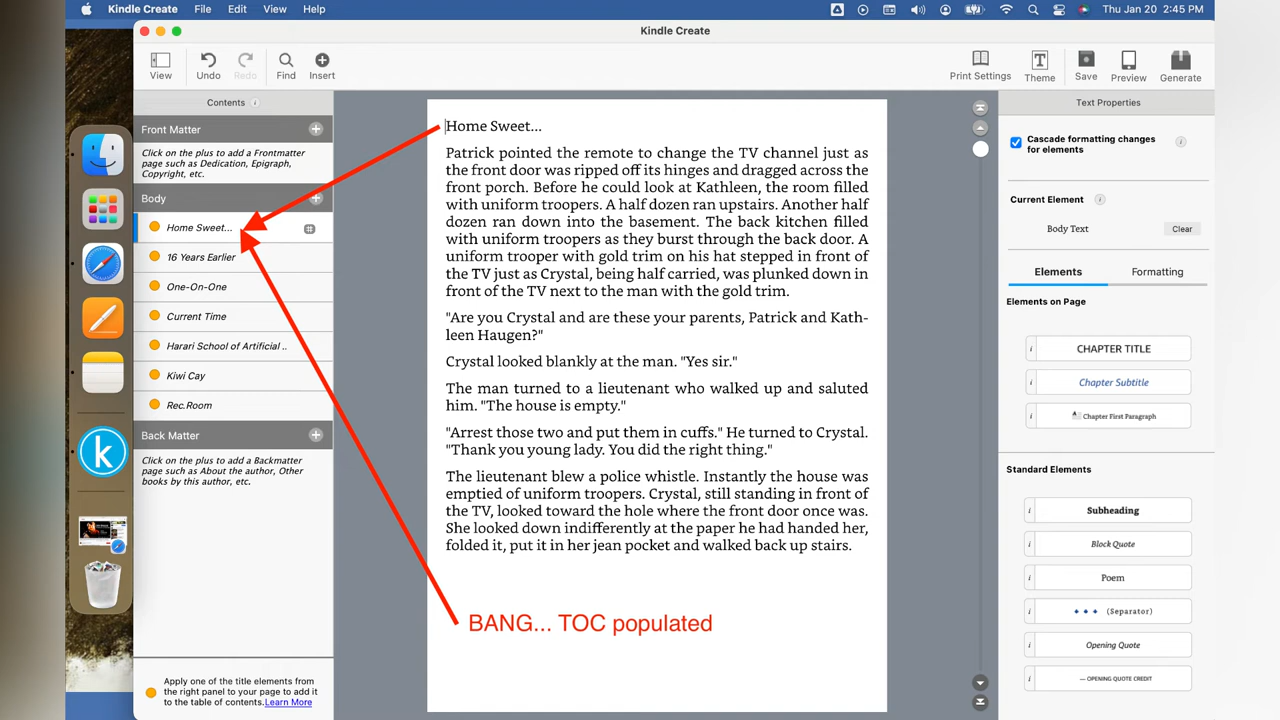 Kindle Create File Edit View Help
Thu Jan 20 2:45 PM
Kindle Create
View
Undo
Redo
Find
Insert
Print Settings
Theme
Save
Preview
Generate
Contents
Front Matter
Click on the plus to add a Frontmatter
page such as Dedication, Epigraph,
Copyright, etc.
Body
Home Sweet...
16 Years Earlier
One-On-One
Current Time
Harari School of Artificial ..
Kiwi Cay
Rec.Room
Back Matter
Click on the plus to add a Backmatter
page such as About the author, Other
books by this author, etc.
Apply one of the title elements from
the right panel to your page to add it
to the table of contents.Learn More
Home Sweet...
Patrick pointed the remote to change the TV channel just as
the front door was ripped off its hinges and dragged across the
front porch. Before he could look at Kathleen, the room filled
with uniform troopers. A half dozen ran upstairs. Another half
dozen ran down into the basement. The back kitchen filled
with uniform troopers as they burst through the back door. A
uniform trooper with gold trim on his hat stepped in front of
the TV just as Crystal, being half carried, was plunked down in
front of the TV next to the man with the gold trim.
"Are you Crystal and are these your parents, Patrick and Kath-
leen Haugen?"
Crystal looked blankly at the man. "Yes sir."
The man turned to a lieutenant who walked up and saluted
him. "The house is empty."
"Arrest those two and put them in cuffs." He turned to Crystal.
"Thank you young lady. You did the right thing."
The lieutenant blew a police whistle. Instantly the house was
emptied of uniform troopers. Crystal, still standing in front of
the TV, looked toward the hole where the front door once was.
She looked down indifferently at the paper he had handed her,
folded it, put it in her jean pocket and walked back up stairs.
BANG... TOC populated
Text Properties
Cascade formatting changes
for elements
Current Element
Body Text
Clear
Elements
Formatting
Elements on Page
CHAPTER TITLE
Chapter Subtitle
Chapter First Paragraph
Standard Elements
Subheading
Block Quote
Poem
(Separator)
Opening Quote
— OPENING QUOTE CREDIT